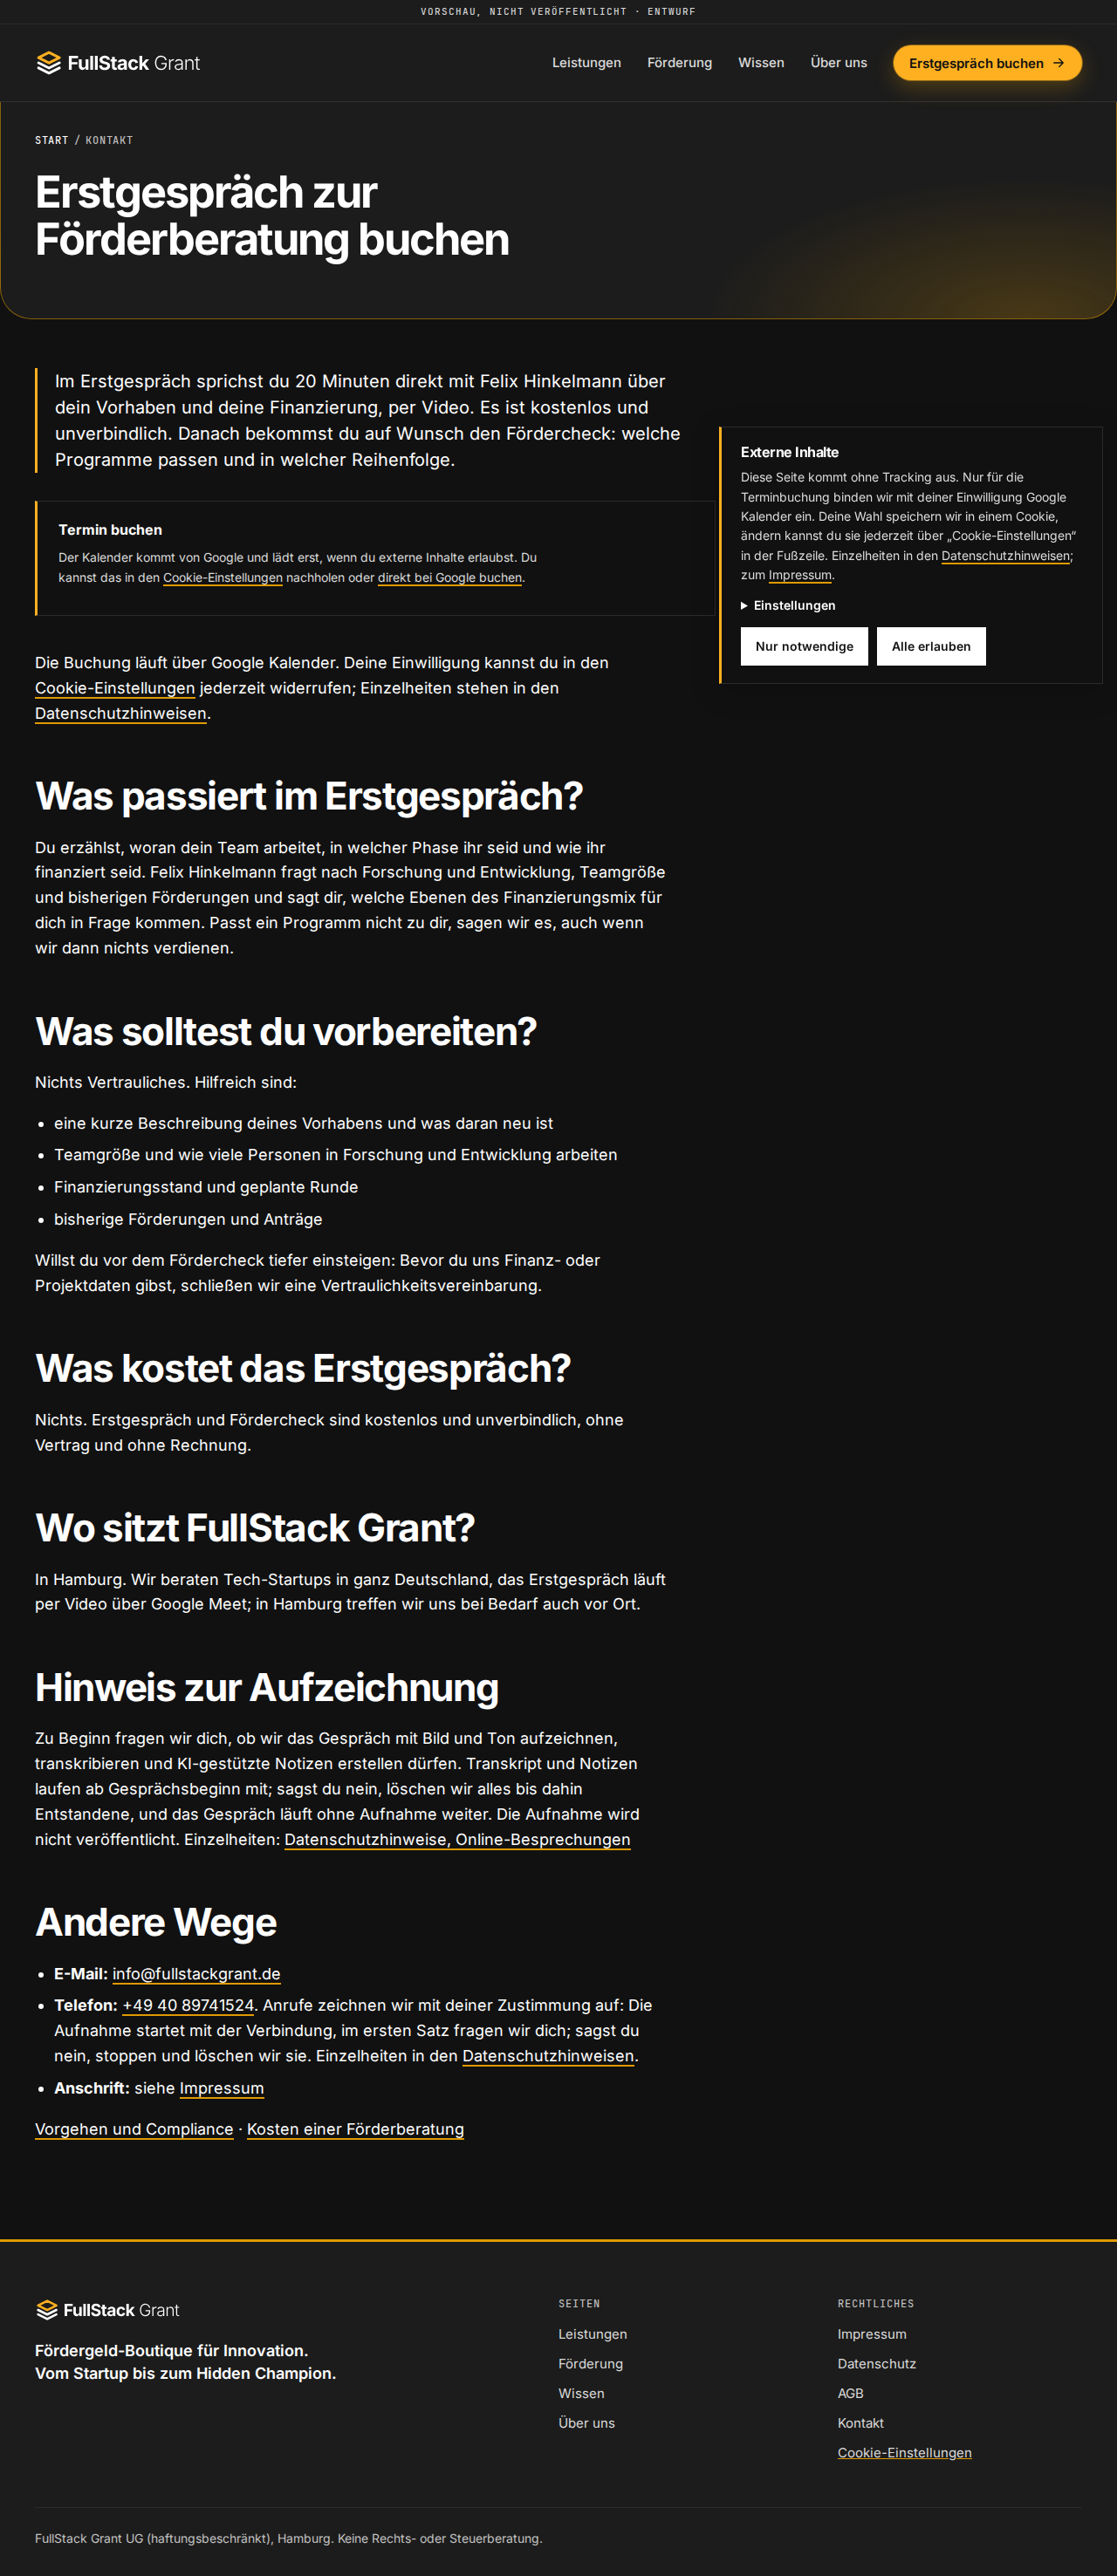 VORSCHAU, NICHT VERÖFFENTLICHT · ENTWURF
FullStack Grant
Leistungen
Förderung
Wissen
Über uns
Erstgespräch buchen →
START / KONTAKT
Erstgespräch zur
Förderberatung buchen
Im Erstgespräch sprichst du 20 Minuten direkt mit Felix Hinkelmann über
dein Vorhaben und deine Finanzierung, per Video. Es ist kostenlos und
unverbindlich. Danach bekommst du auf Wunsch den Fördercheck: welche
Programme passen und in welcher Reihenfolge.
Termin buchen
Der Kalender kommt von Google und lädt erst, wenn du externe Inhalte erlaubst. Du
kannst das in den Cookie-Einstellungen nachholen oder direkt bei Google buchen.
Externe Inhalte
Diese Seite kommt ohne Tracking aus. Nur für die
Terminbuchung binden wir mit deiner Einwilligung Google
Kalender ein. Deine Wahl speichern wir in einem Cookie,
ändern kannst du sie jederzeit über „Cookie-Einstellungen“
in der Fußzeile. Einzelheiten in den Datenschutzhinweisen;
zum Impressum.
Einstellungen
Nur notwendige
Alle erlauben
Die Buchung läuft über Google Kalender. Deine Einwilligung kannst du in den
Cookie-Einstellungen jederzeit widerrufen; Einzelheiten stehen in den
Datenschutzhinweisen.
Was passiert im Erstgespräch?
Du erzählst, woran dein Team arbeitet, in welcher Phase ihr seid und wie ihr
finanziert seid. Felix Hinkelmann fragt nach Forschung und Entwicklung, Teamgröße
und bisherigen Förderungen und sagt dir, welche Ebenen des Finanzierungsmix für
dich in Frage kommen. Passt ein Programm nicht zu dir, sagen wir es, auch wenn
wir dann nichts verdienen.
Was solltest du vorbereiten?
Nichts Vertrauliches. Hilfreich sind:
• eine kurze Beschreibung deines Vorhabens und was daran neu ist
• Teamgröße und wie viele Personen in Forschung und Entwicklung arbeiten
• Finanzierungsstand und geplante Runde
• bisherige Förderungen und Anträge
Willst du vor dem Fördercheck tiefer einsteigen: Bevor du uns Finanz- oder
Projektdaten gibst, schließen wir eine Vertraulichkeitsvereinbarung.
Was kostet das Erstgespräch?
Nichts. Erstgespräch und Fördercheck sind kostenlos und unverbindlich, ohne
Vertrag und ohne Rechnung.
Wo sitzt FullStack Grant?
In Hamburg. Wir beraten Tech-Startups in ganz Deutschland, das Erstgespräch läuft
per Video über Google Meet; in Hamburg treffen wir uns bei Bedarf auch vor Ort.
Hinweis zur Aufzeichnung
Zu Beginn fragen wir dich, ob wir das Gespräch mit Bild und Ton aufzeichnen,
transkribieren und KI-gestützte Notizen erstellen dürfen. Transkript und Notizen
laufen ab Gesprächsbeginn mit; sagst du nein, löschen wir alles bis dahin
Entstandene, und das Gespräch läuft ohne Aufnahme weiter. Die Aufnahme wird
nicht veröffentlicht. Einzelheiten: Datenschutzhinweise, Online-Besprechungen
Andere Wege
• E-Mail: info@fullstackgrant.de
• Telefon: +49 40 89741524. Anrufe zeichnen wir mit deiner Zustimmung auf: Die
Aufnahme startet mit der Verbindung, im ersten Satz fragen wir dich; sagst du
nein, stoppen und löschen wir sie. Einzelheiten in den Datenschutzhinweisen.
• Anschrift: siehe Impressum
Vorgehen und Compliance · Kosten einer Förderberatung
FullStack Grant
Fördergeld-Boutique für Innovation.
Vom Startup bis zum Hidden Champion.
SEITEN
Leistungen
Förderung
Wissen
Über uns
RECHTLICHES
Impressum
Datenschutz
AGB
Kontakt
Cookie-Einstellungen
FullStack Grant UG (haftungsbeschränkt), Hamburg. Keine Rechts- oder Steuerberatung.